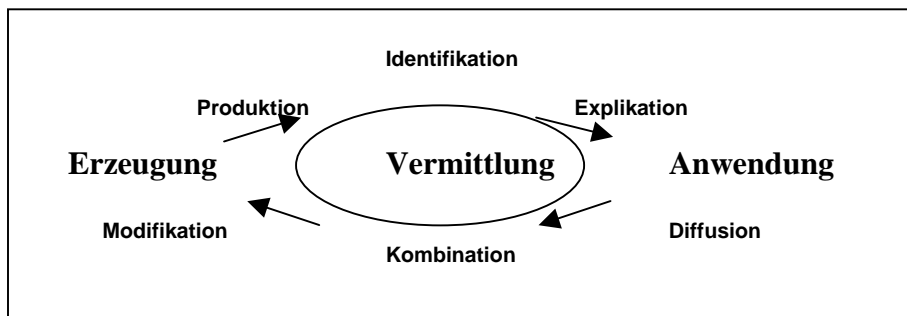 Identifikation
Produktion Explikation
Erzeugung Vermittlung Anwendung
Modifikation Diffusion
Kombination